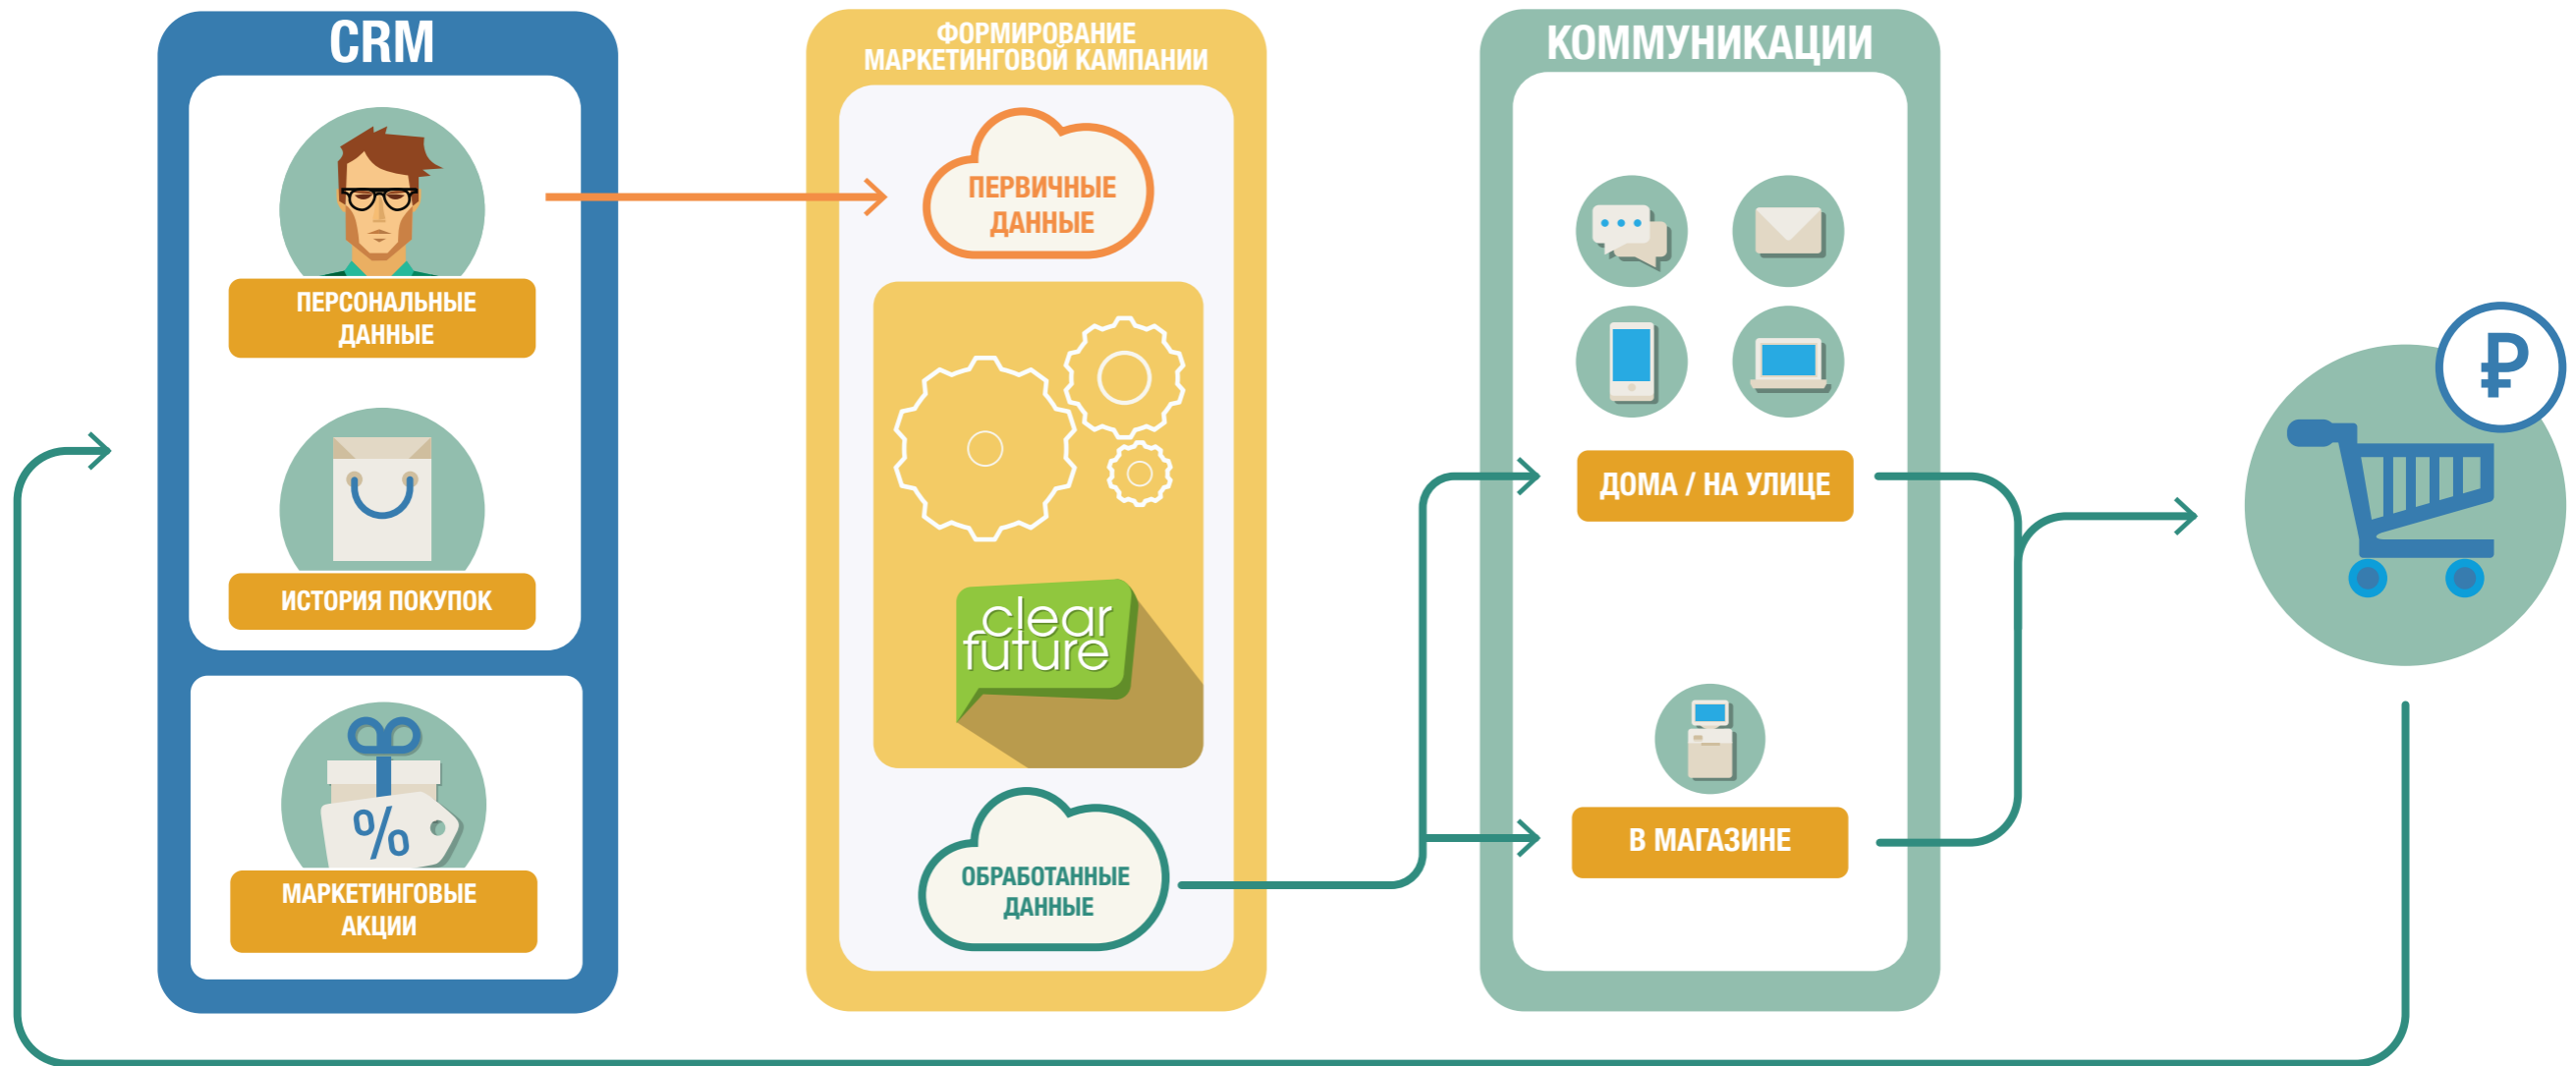 CRM
ПЕРСОНАЛЬНЫЕ
ДАННЫЕ
ИСТОРИЯ ПОКУПОК
%
МАРКЕТИНГОВЫЕ
АКЦИИ
ФОРМИРОВАНИЕ
МАРКЕТИНГОВОЙ КАМПАНИИ
ПЕРВИЧНЫЕ
ДАННЫЕ
clear
future
ОБРАБОТАННЫЕ
ДАННЫЕ
КОММУНИКАЦИИ
ДОМА / НА УЛИЦЕ
В МАГАЗИНЕ
₽